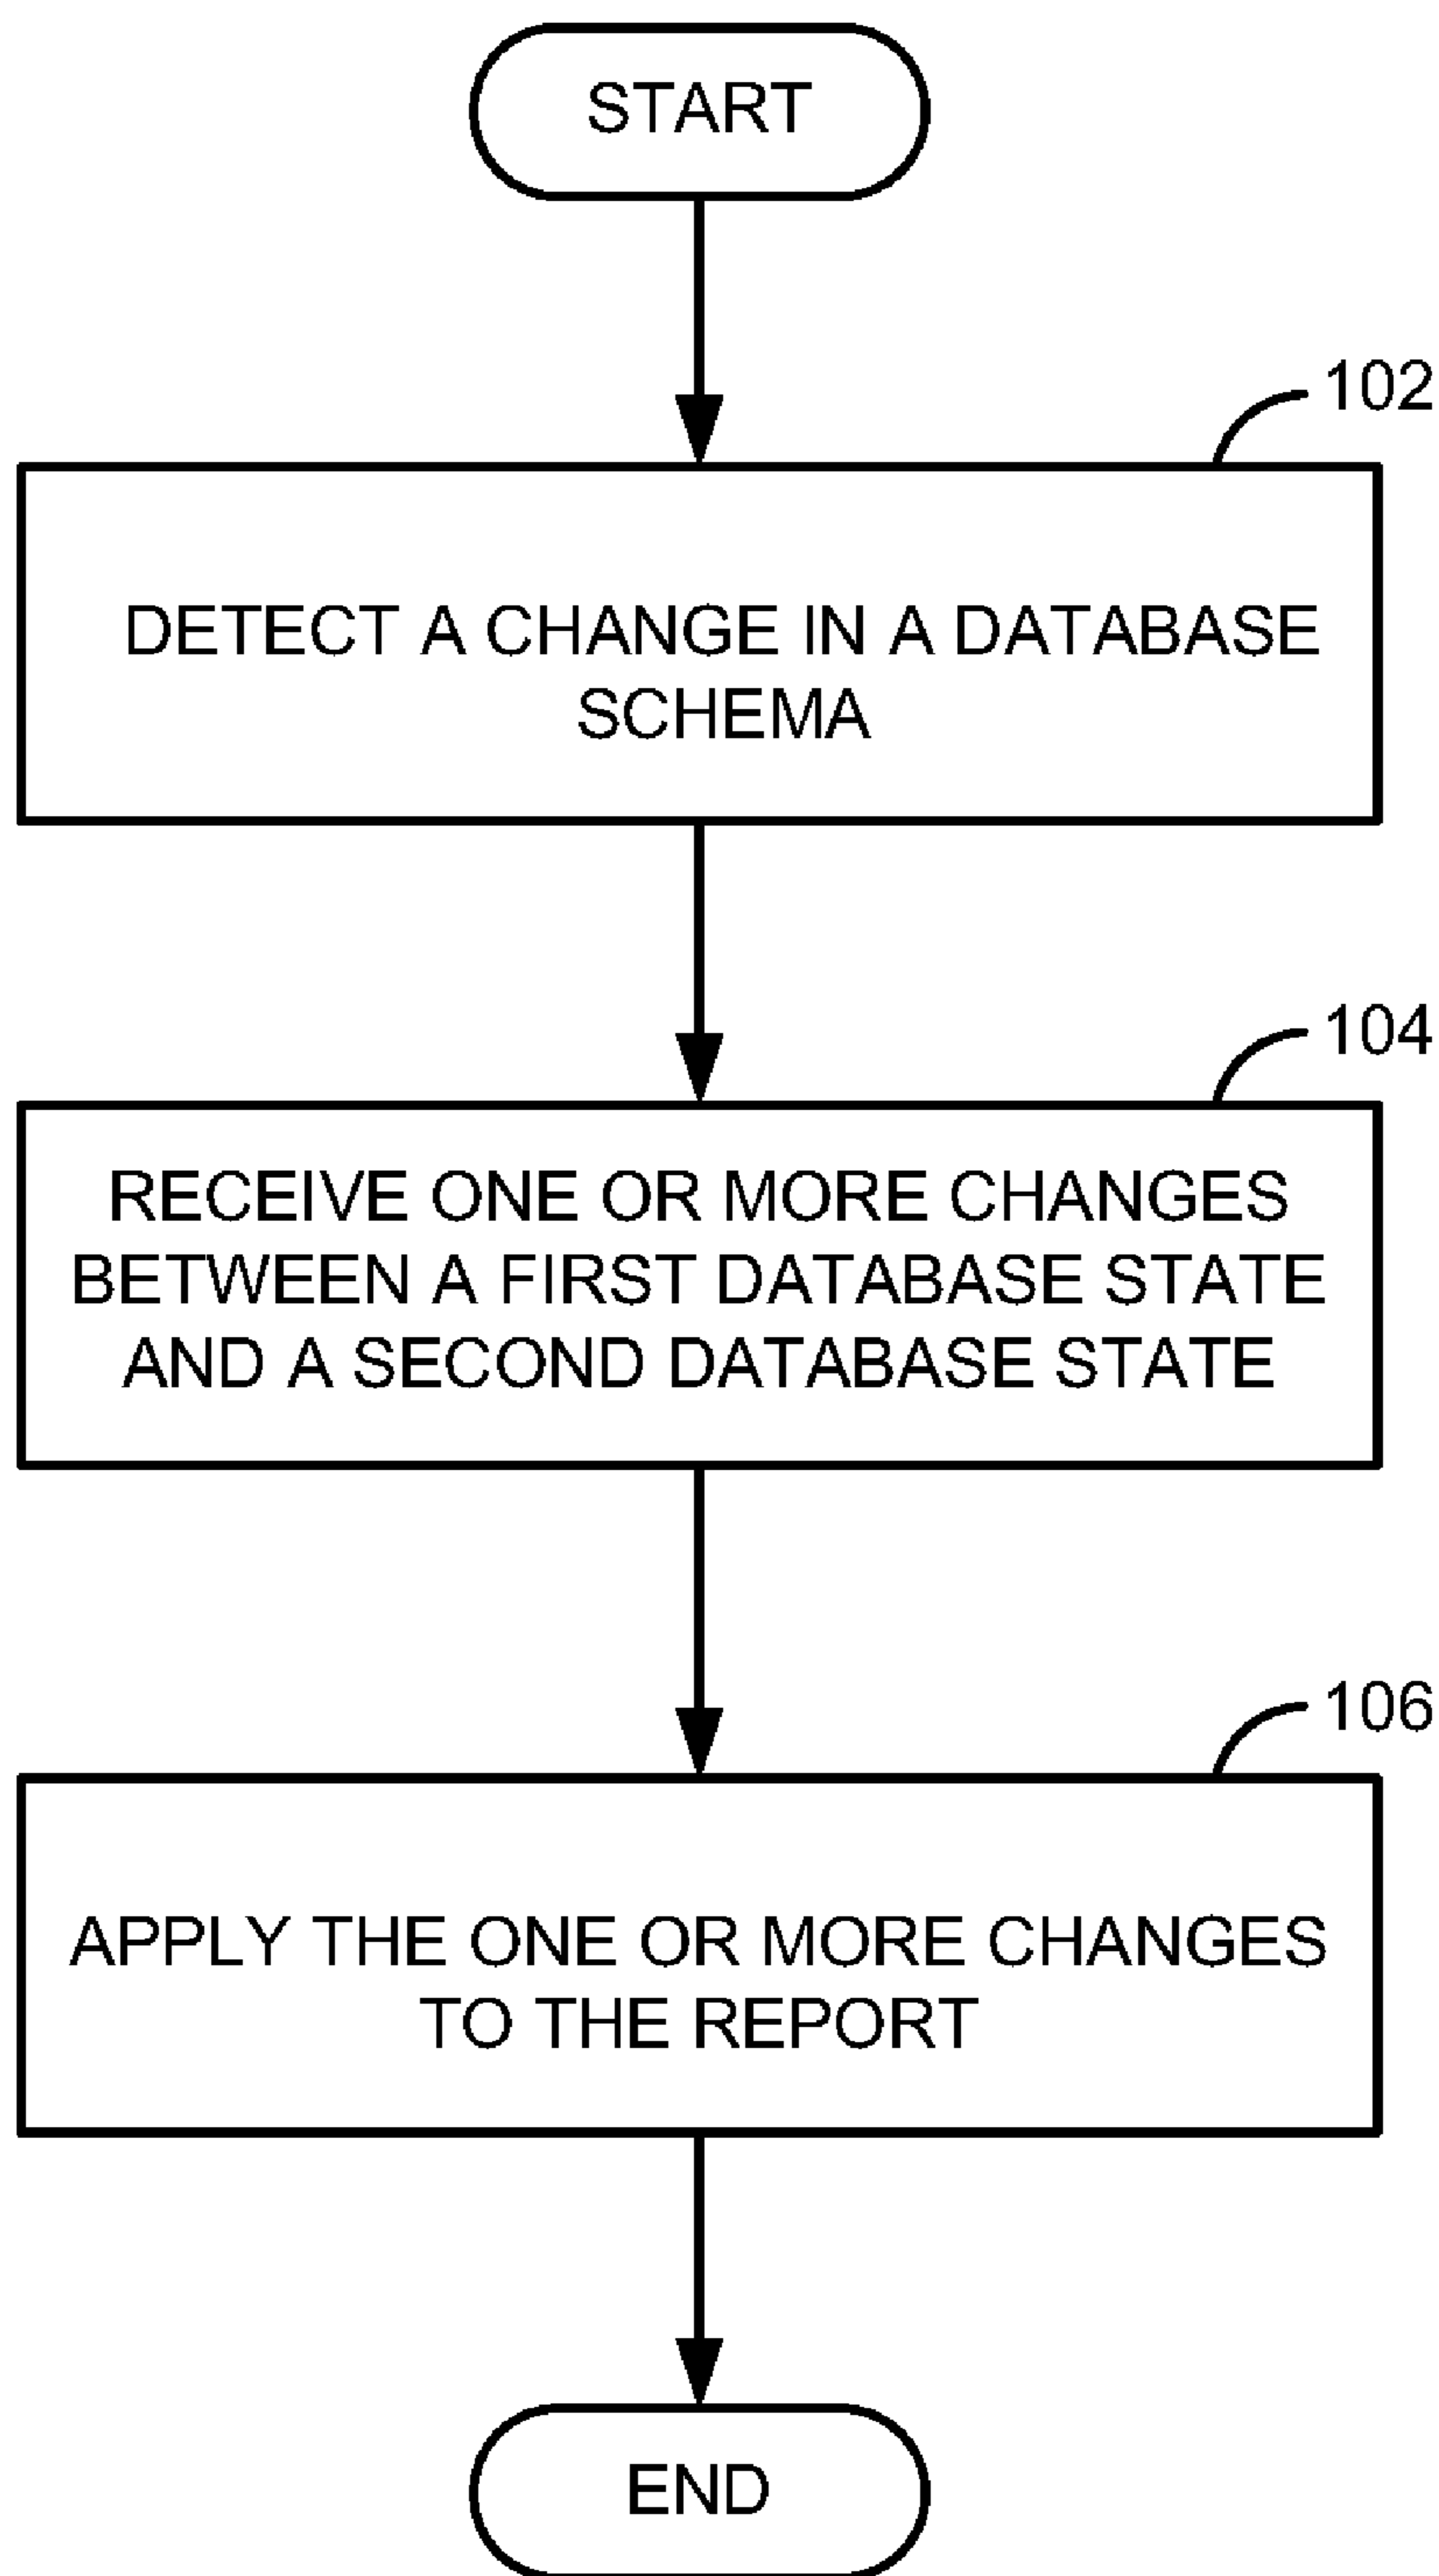 START
102
DETECT A CHANGE IN A DATABASE
SCHEMA
104
RECEIVE ONE OR MORE CHANGES
BETWEEN A FIRST DATABASE STATE
AND A SECOND DATABASE STATE
106
APPLY THE ONE OR MORE CHANGES
TO THE REPORT
END